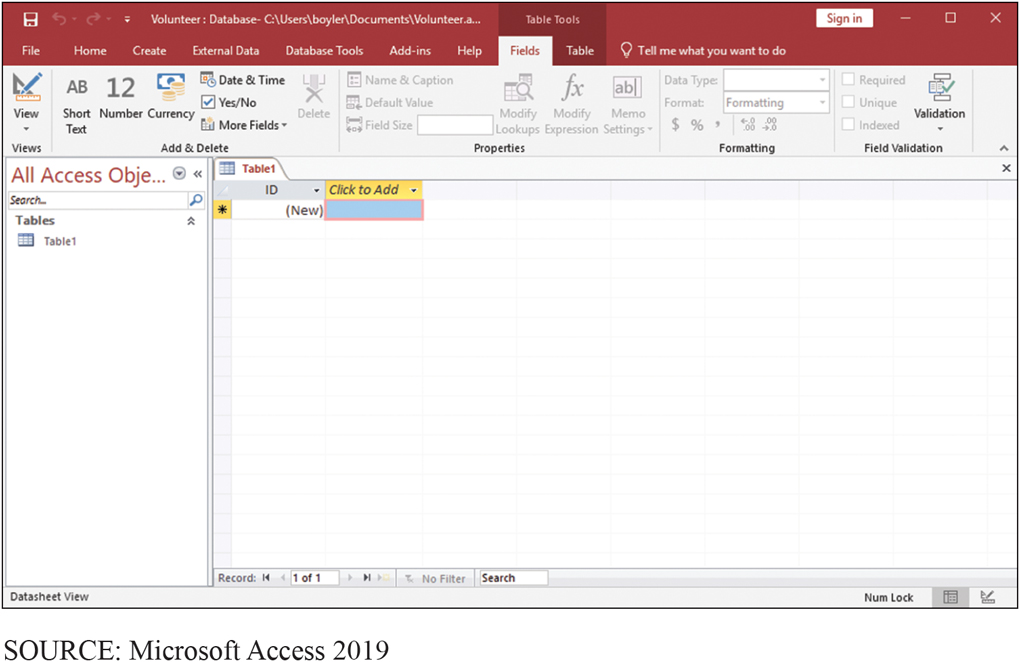 Volunteer : Database- C:\Users\boyler\Documents\Volunteer.a...
Table Tools
Sign in
File Home Create External Data Database Tools Add-ins Help Fields Table Tell me what you want to do
View
Views
AB
Short
Text
12
Number
Currency
Date & Time
Yes/No
More Fields
Delete
Add & Delete
Name & Caption
Default Value
Field Size
Modify
Lookups
fx
Modify
Expression
ab
Memo
Settings
Properties
Data Type:
Format: Formatting
$ % , .00 .00
Formatting
Required
Unique
Indexed
Validation
Field Validation
All Access Obje...
Search...
Tables
Table1
Table1
ID Click to Add
(New)
Record: 1 of 1 No Filter Search
Datasheet View
Num Lock
SOURCE: Microsoft Access 2019